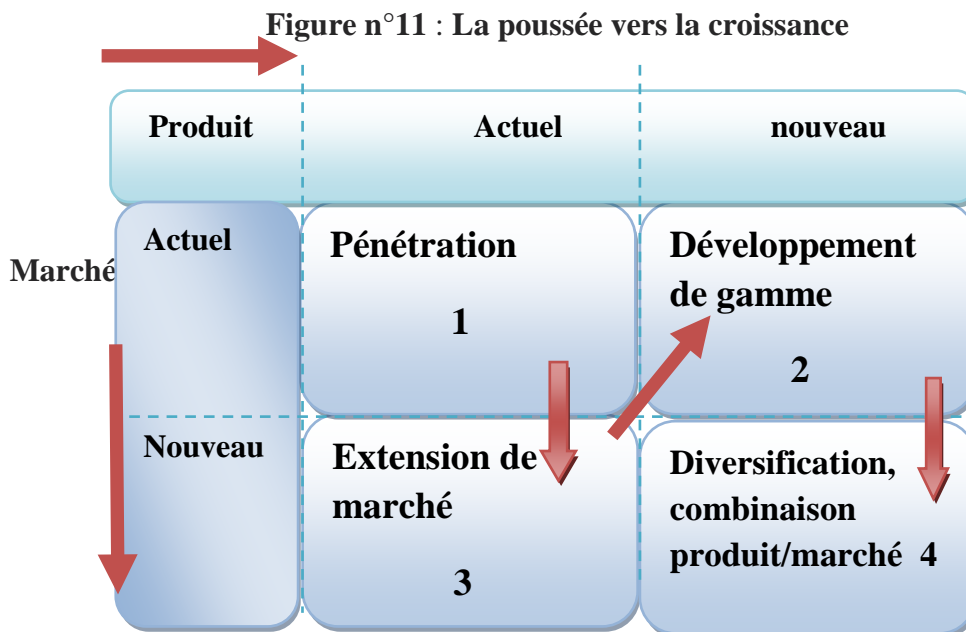 Figure n°11 : La poussée vers la croissance
Produit Actuel nouveau
Marché
Actuel
Pénétration
1
Développement
de gamme
2
Nouveau
Extension de
marché
3
Diversification,
combinaison
produit/marché 4